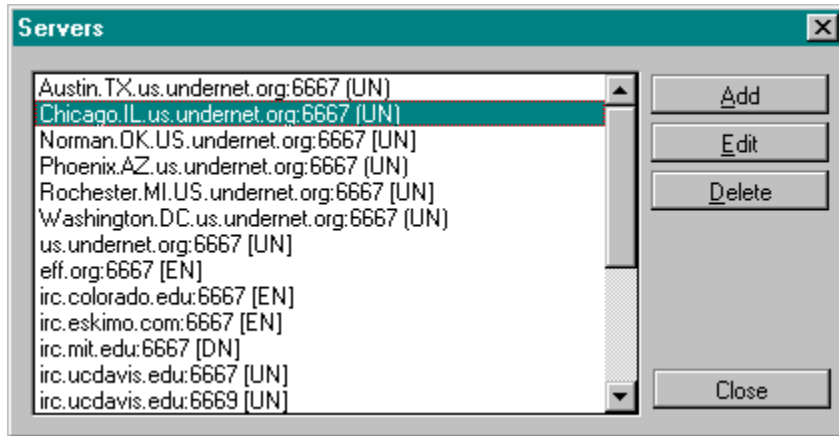 Servers
Austin.TX.us.undernet.org:6667 (UN)
Chicago.IL.us.undernet.org:6667 (UN)
Norman.OK.US.undernet.org:6667 [UN]
Phoenix.AZ.us.undernet.org:6667 (UN)
Rochester.MI.US.undernet.org:6667 [UN]
Washington.DC.us.undernet.org:6667 (UN)
us.undernet.org:6667 [UN]
eff.org:6667 [EN]
irc.colorado.edu:6667 [EN]
irc.eskimo.com:6667 [EN]
irc.mit.edu:6667 [DN]
irc.ucdavis.edu:6667 [UN]
irc.ucdavis.edu:6669 [UN]
Add
Edit
Delete
Close